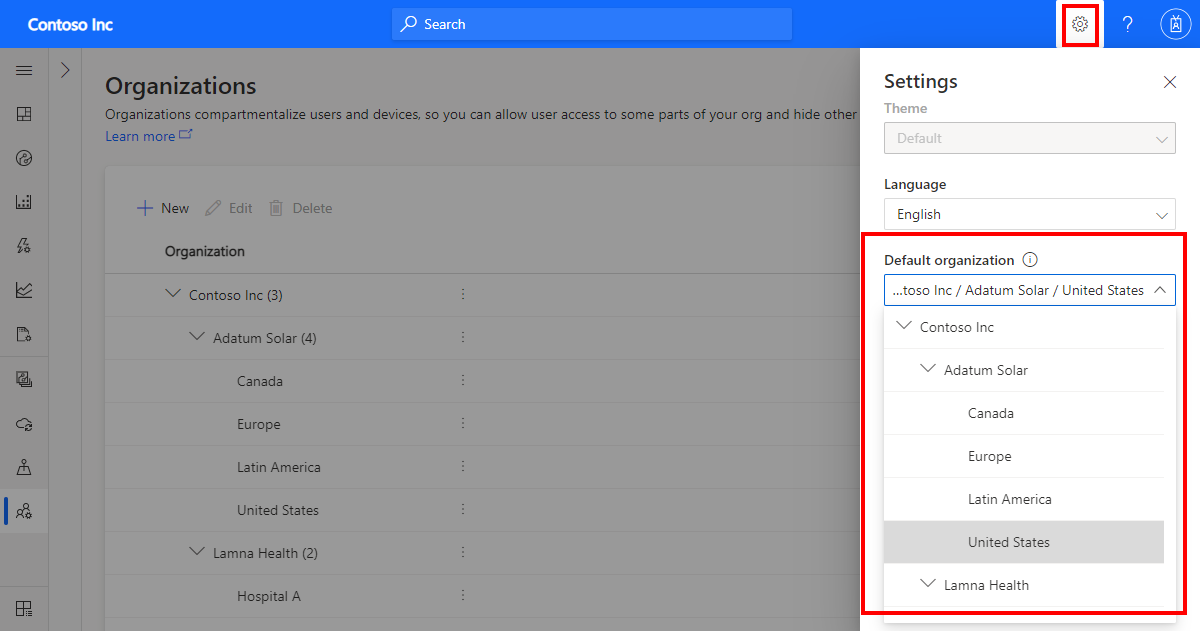 Contoso Inc
Search
?
Organizations
Organizations compartmentalize users and devices, so you can allow user access to some parts of your org and hide other
Learn more
New
Edit
Delete
Organization
Contoso Inc (3)
Adatum Solar (4)
Canada
Europe
Latin America
United States
Lamna Health (2)
Hospital A
Settings
Theme
Default
Language
English
Default organization
...toso Inc / Adatum Solar / United States
Contoso Inc
Adatum Solar
Canada
Europe
Latin America
United States
Lamna Health